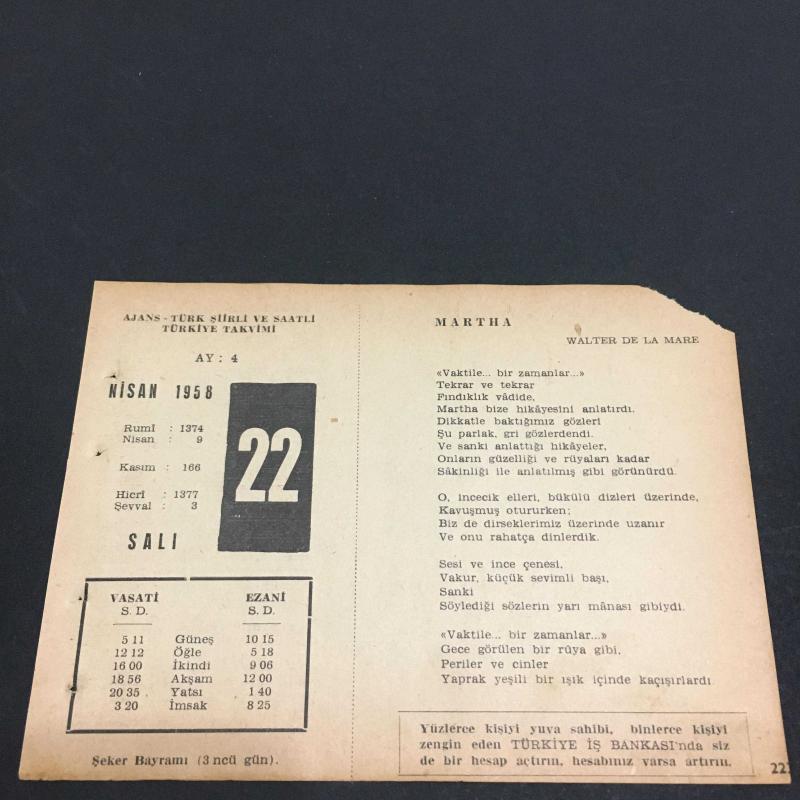 AJANS - TÜRK ŞİİRLİ VE SAATLİ
TÜRKİYE TAKVİMİ
AY : 4
NİSAN 1958
Rumî : 1374
Nisan : 9
Kasım : 166
Hicrî : 1377
Şevval : 3
22
SALI
VASATİ EZANİ
S. D. S. D.
5 11 Güneş 10 15
12 12 Öğle 5 18
16 00 İkindi 9 06
18 56 Akşam 12 00
20 35 Yatsı 1 40
3 20 İmsak 8 25
Şeker Bayramı (3 ncü gün).
MARTHA
WALTER DE LA MARE
«Vaktile... bir zamanlar...»
Tekrar ve tekrar
Fındıklık vâdide,
Martha bize hikâyesini anlatırdı.
Dikkatle baktığımız gözleri
Şu parlak, gri gözlerdendi.
Ve sanki anlattığı hikâyeler,
Onların güzelliği ve rüyaları kadar
Sâkinliği ile anlatılmış gibi görünürdü.
O, incecik elleri, bükülü dizleri üzerinde,
Kavuşmuş otururken;
Biz de dirseklerimiz üzerinde uzanır
Ve onu rahatça dinlerdik.
Sesi ve ince çenesi,
Vakur, küçük sevimli başı,
Sanki
Söylediği sözlerin yarı mânası gibiydi.
«Vaktile... bir zamanlar...»
Gece görülen bir rüya gibi,
Periler ve cinler
Yaprak yeşili bir ışık içinde kaçışırlardı.
Yüzlerce kişiyi yuva sahibi, binlerce kişiyi
zengin eden TÜRKİYE İŞ BANKASI'nda siz
de bir hesap açtırın, hesabınız varsa artırın.